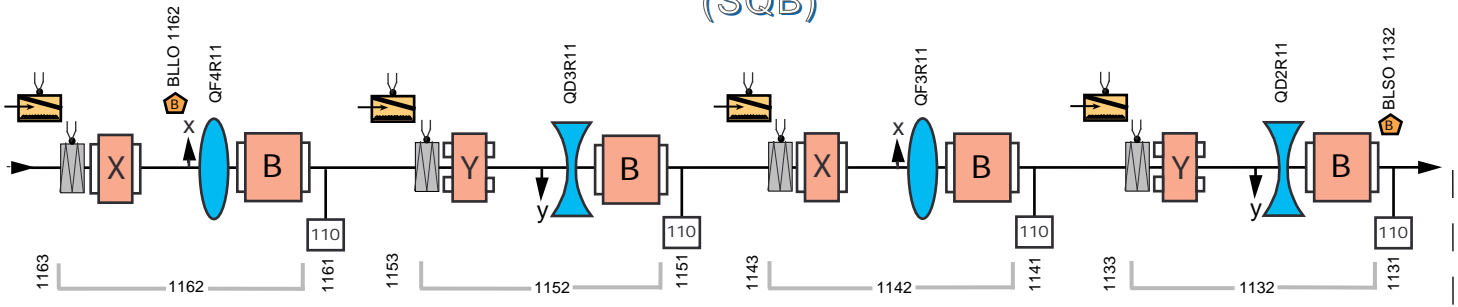 (SQB)
BLLO 1162
QF4R11
QD3R11
QF3R11
QD2R11
BLSO 1132
B
B
x
x
X
B
Y
B
X
B
Y
B
y
y
110
110
110
110
1163
1162
1161
1153
1152
1151
1143
1142
1141
1133
1132
1131